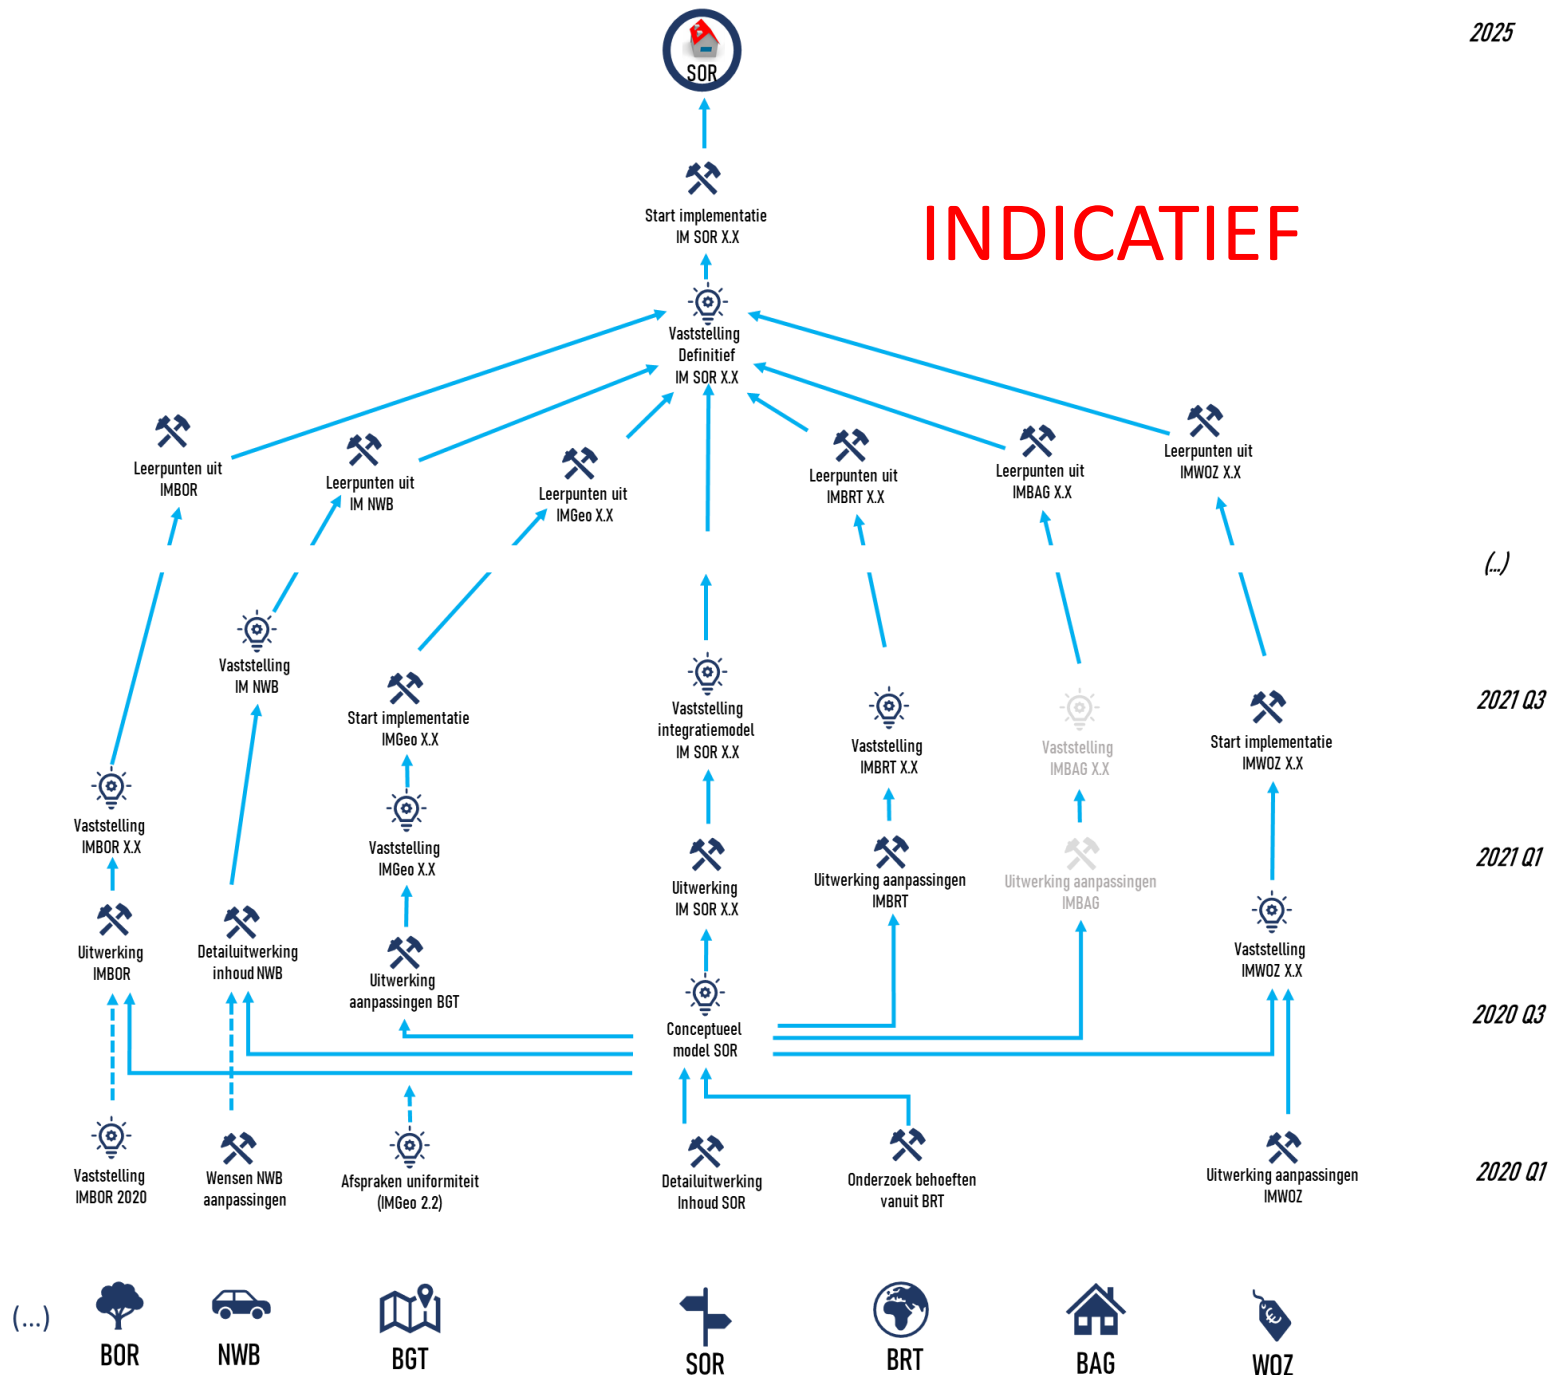 2025
SOR
Start implementatie
IM SOR X.X
INDICATIEF
Vaststelling
Definitief
IM SOR X.X
Leerpunten uit
IMBOR
Leerpunten uit
IM NWB
Leerpunten uit
IMGeo X.X
Leerpunten uit
IMBRT X.X
Leerpunten uit
IMBAG X.X
Leerpunten uit
IMWOZ X.X
(...)
Vaststelling
IM NWB
Start implementatie
IMGeo X.X
Vaststelling
integratiemodel
IM SOR X.X
Vaststelling
IMBRT X.X
Vaststelling
IMBAG X.X
Start implementatie
IMWOZ X.X
2021 Q3
Vaststelling
IMBOR X.X
Vaststelling
IMGeo X.X
Uitwerking
IM SOR X.X
Uitwerking aanpassingen
IMBRT
Uitwerking aanpassingen
IMBAG
2021 Q1
Uitwerking
IMBOR
Detailuitwerking
inhoud NWB
Uitwerking
aanpassingen BGT
Vaststelling
IMWOZ X.X
Conceptueel
model SOR
2020 Q3
Vaststelling
IMBOR 2020
Wensen NWB
aanpassingen
Afspraken uniformiteit
(IMGeo 2.2)
Detailuitwerking
Inhoud SOR
Onderzoek behoeften
vanuit BRT
Uitwerking aanpassingen
IMWOZ
2020 Q1
(...)
BOR
NWB
BGT
SOR
BRT
BAG
WOZ